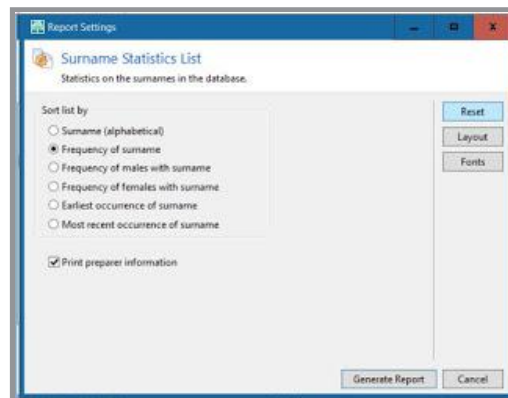 Report Settings
Surname Statistics List
Statistics on the surnames in the database.
Sort list by
Surname (alphabetical)
Frequency of surname
Frequency of males with surname
Frequency of females with surname
Earliest occurrence of surname
Most recent occurrence of surname
Print preparer information
Reset
Layout
Fonts
Generate Report
Cancel